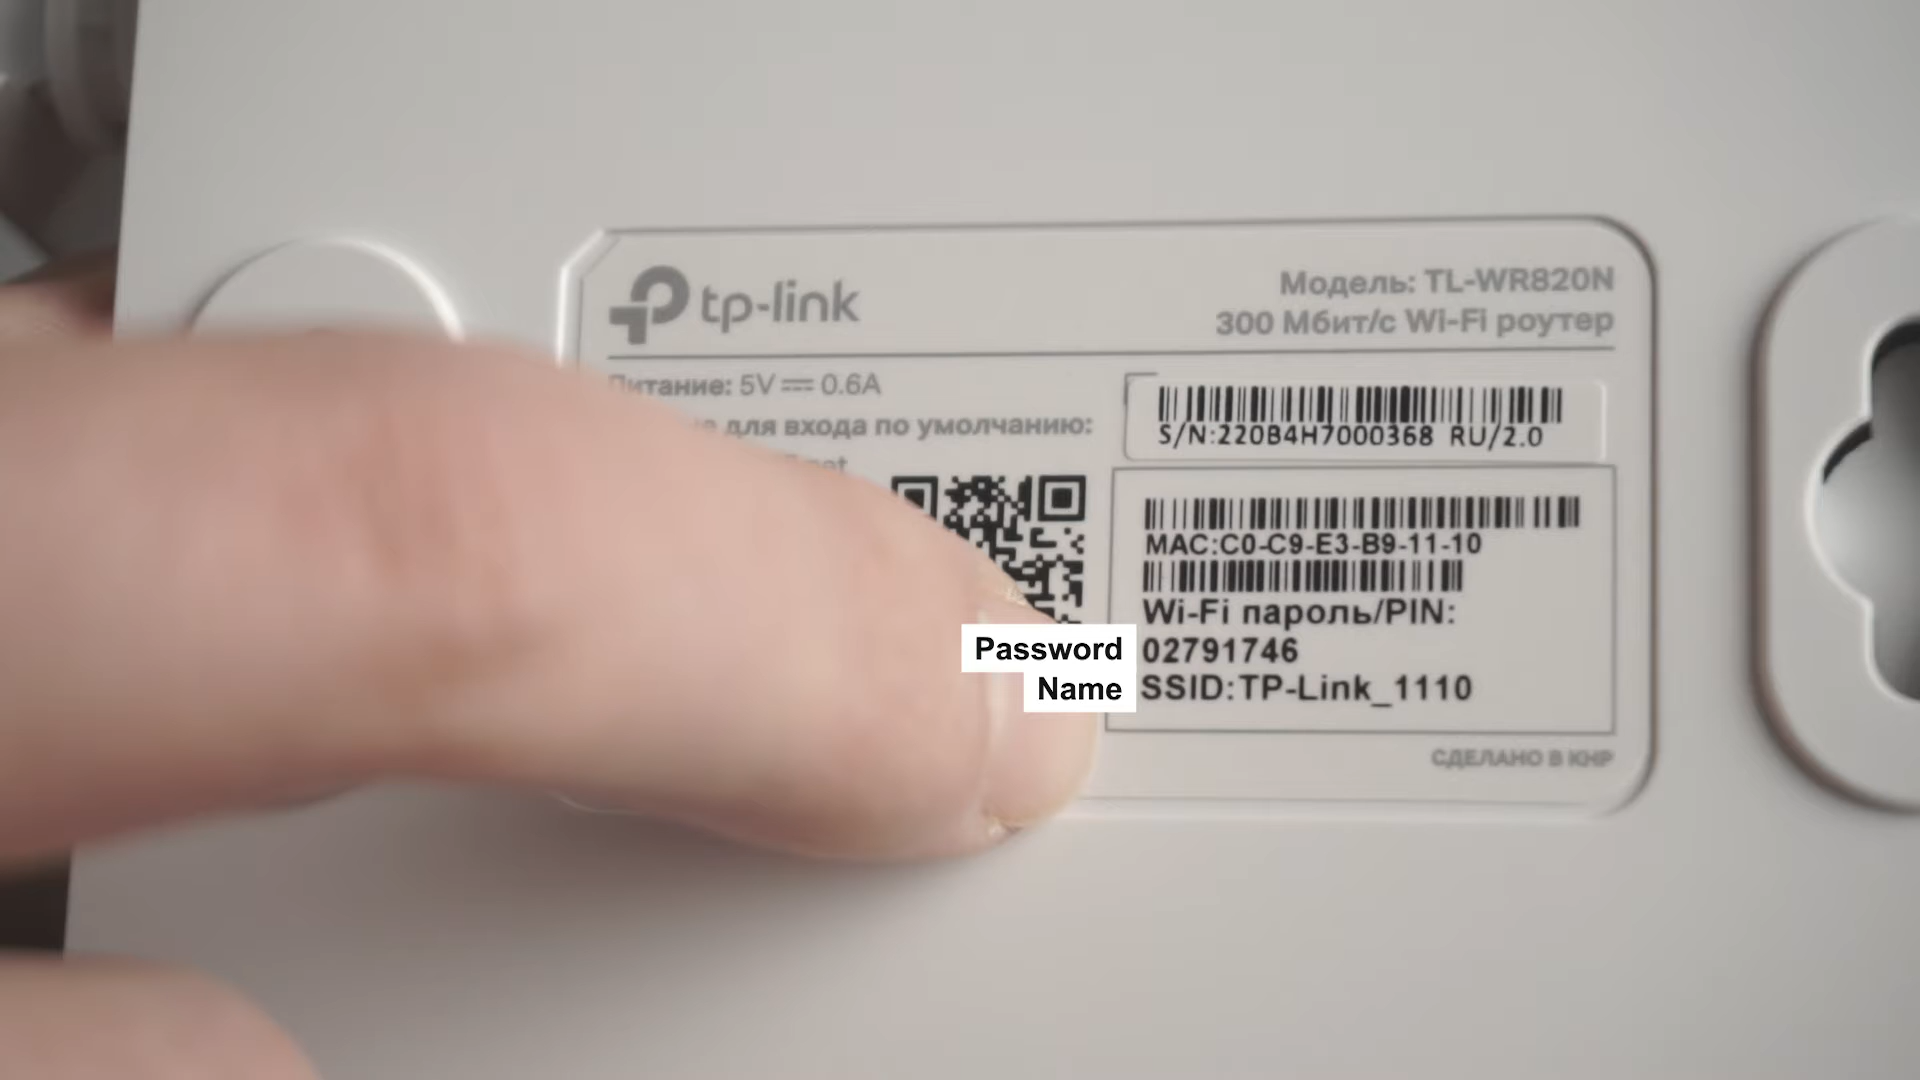 tp-link
Модель: TL-WR820N
300 Мбит/с Wi-Fi роутер
Питание: 5V 0.6A
для входа по умолчанию:
S/N:220B4H7000368 RU/2.0
MAC:C0-C9-E3-B9-11-10
Wi-Fi пароль/PIN:
Password 02791746
Name SSID:TP-Link_1110
СДЕЛАНО В КНР